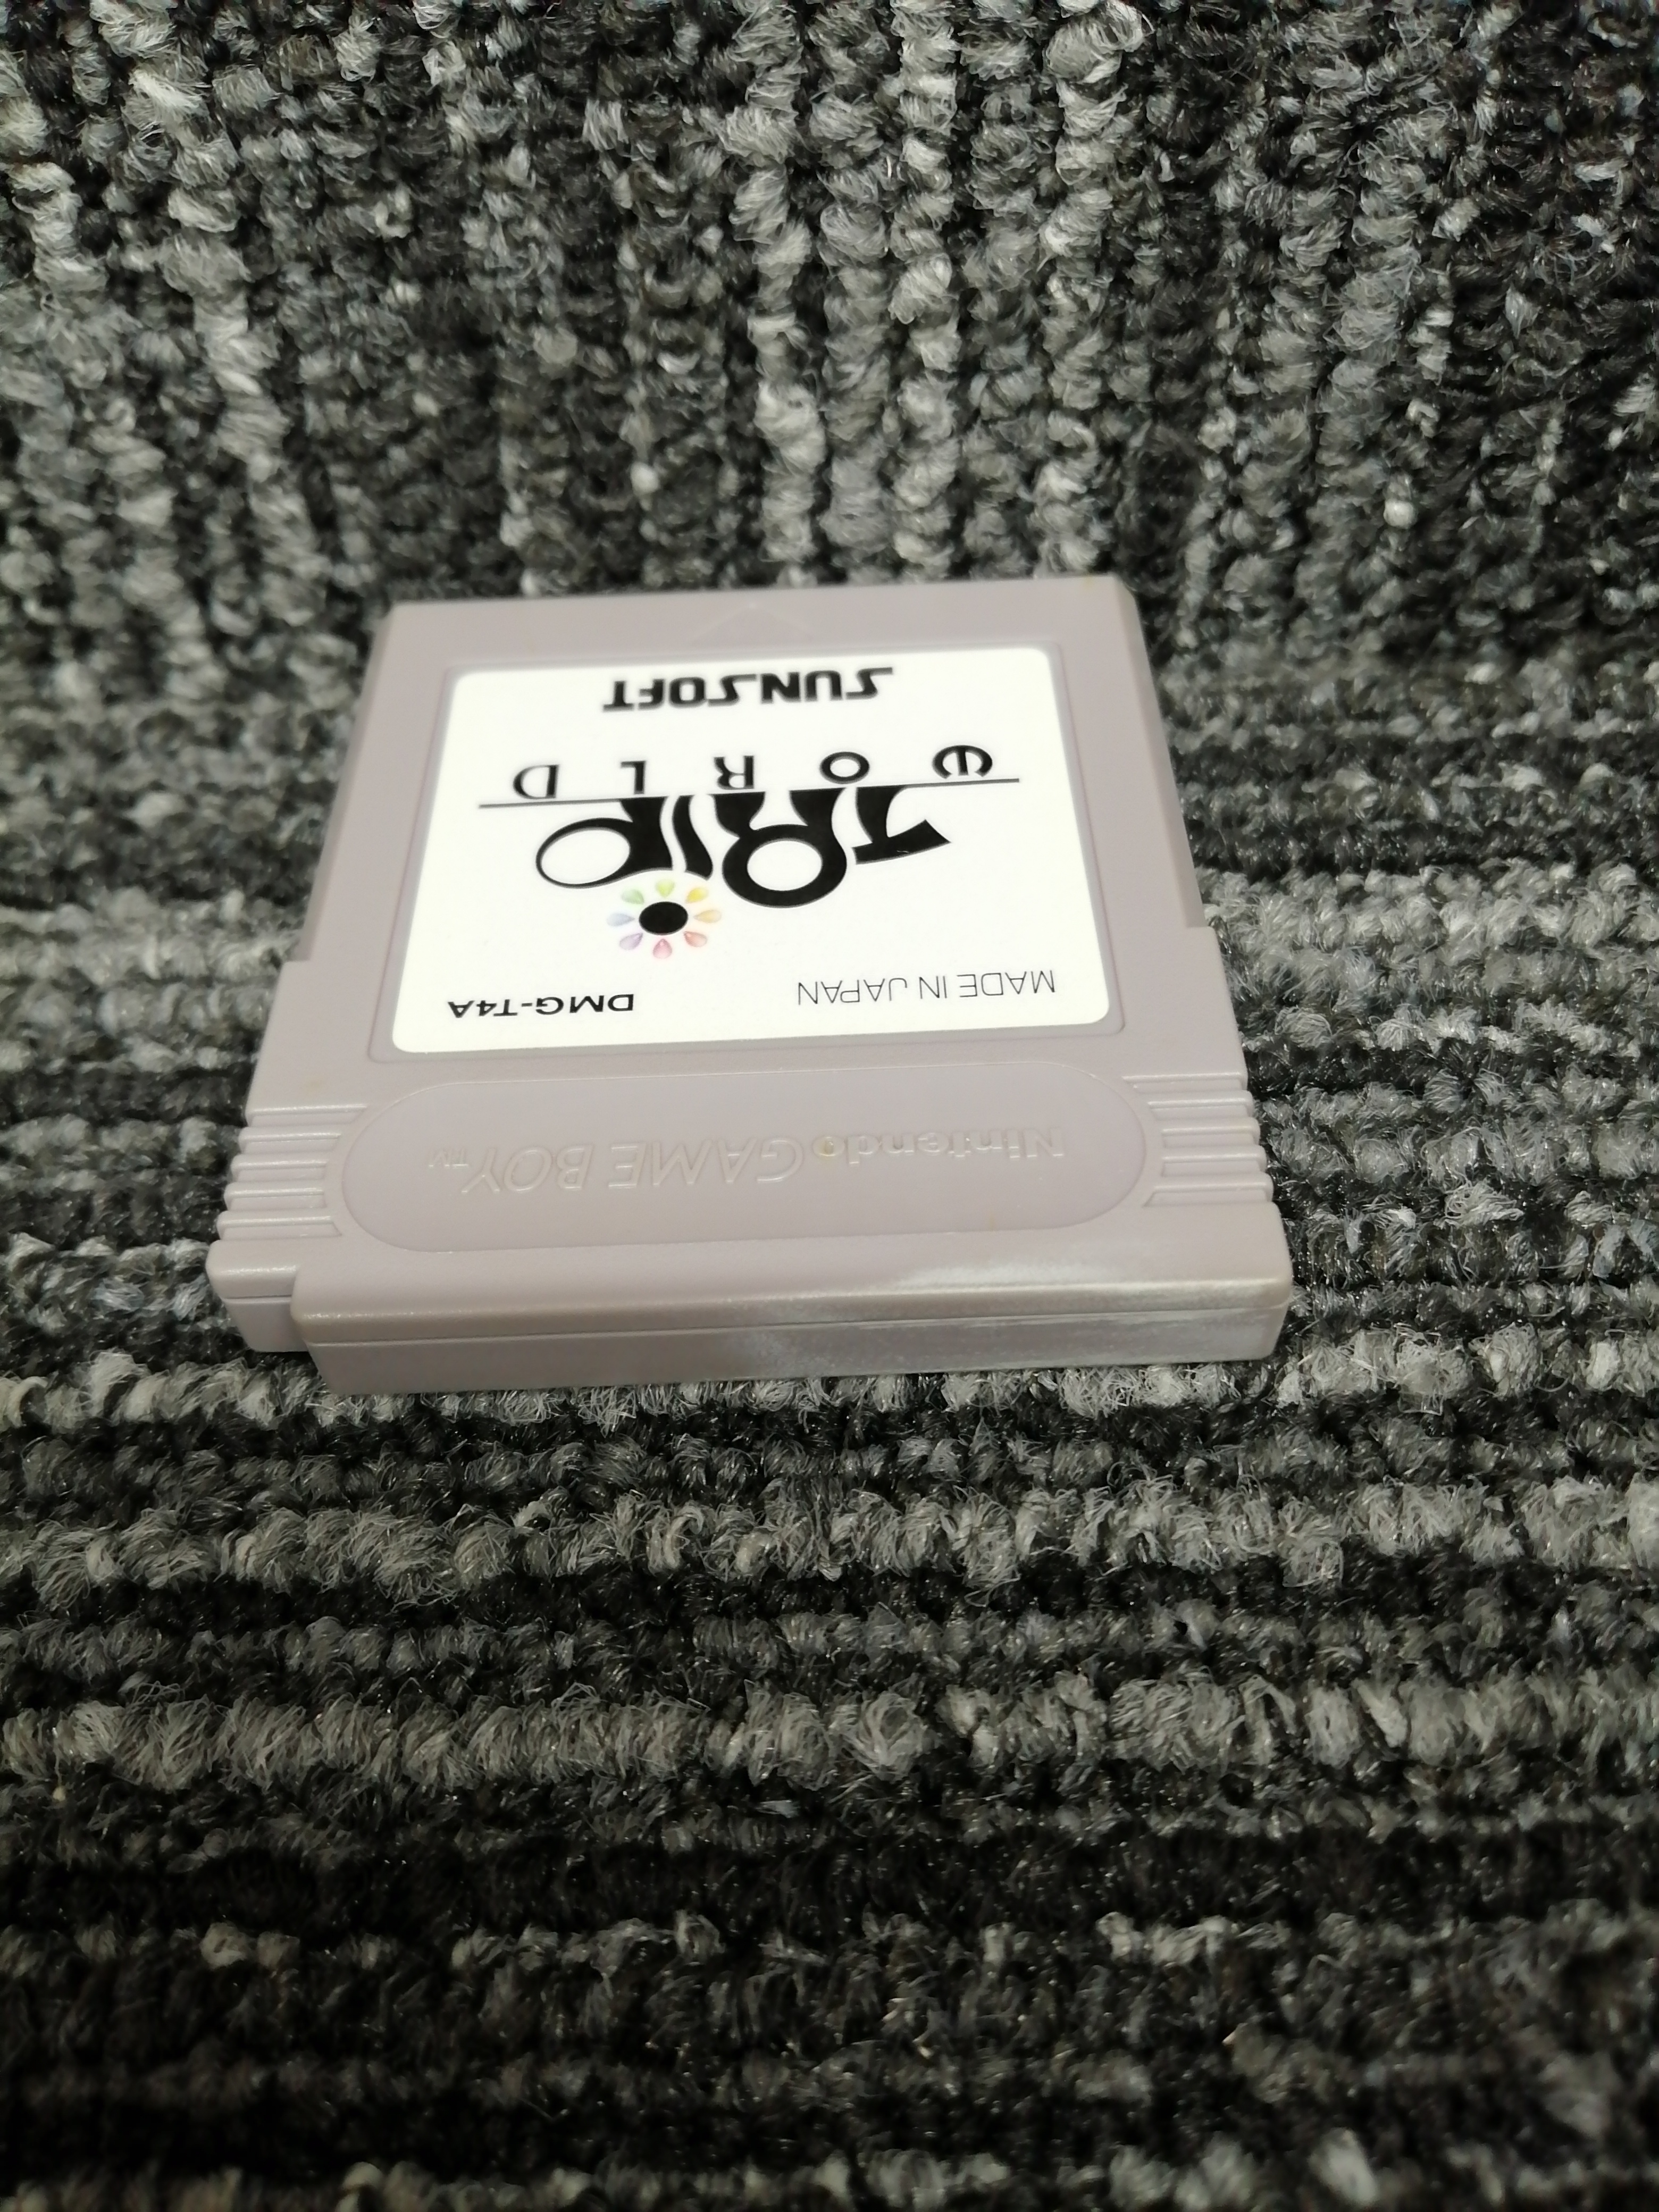 Nintendo GAME BOY™
MADE IN JAPAN DMG-T4A
TRIP
WORLD
SUNSOFT